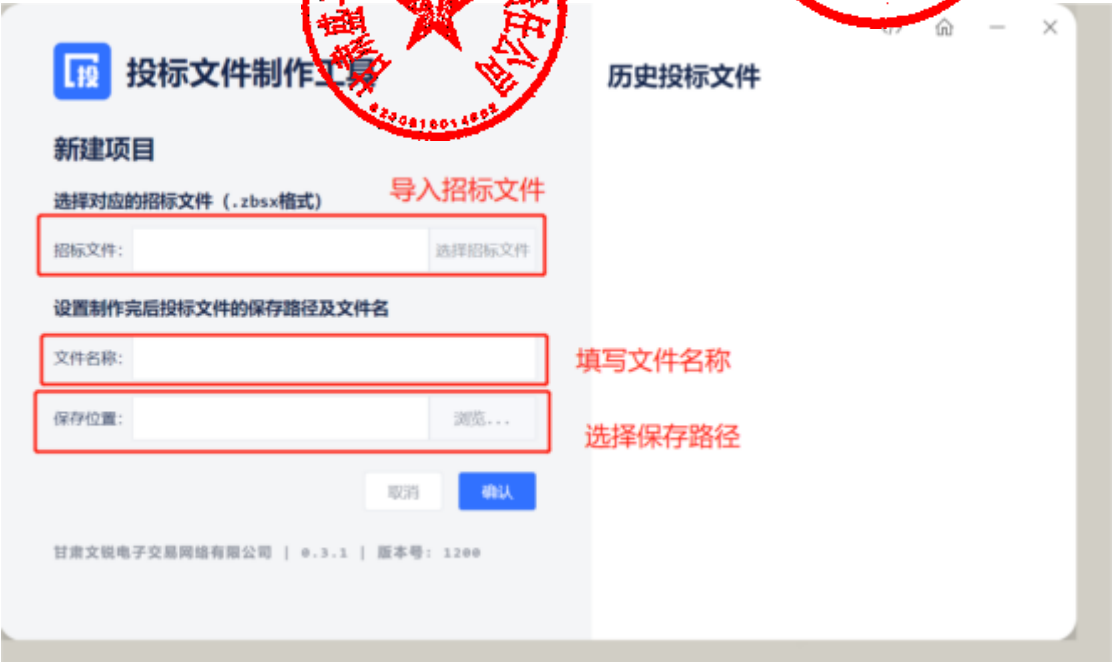 投标文件制作工具
历史投标文件
新建项目
导入招标文件
选择对应的招标文件（.zbsx格式）
招标文件：
选择招标文件
设置制作完后投标文件的保存路径及文件名
文件名称：
填写文件名称
保存位置：
浏览...
选择保存路径
取消
确认
甘肃文锐电子交易网络有限公司 | 0.3.1 | 版本号: 1200